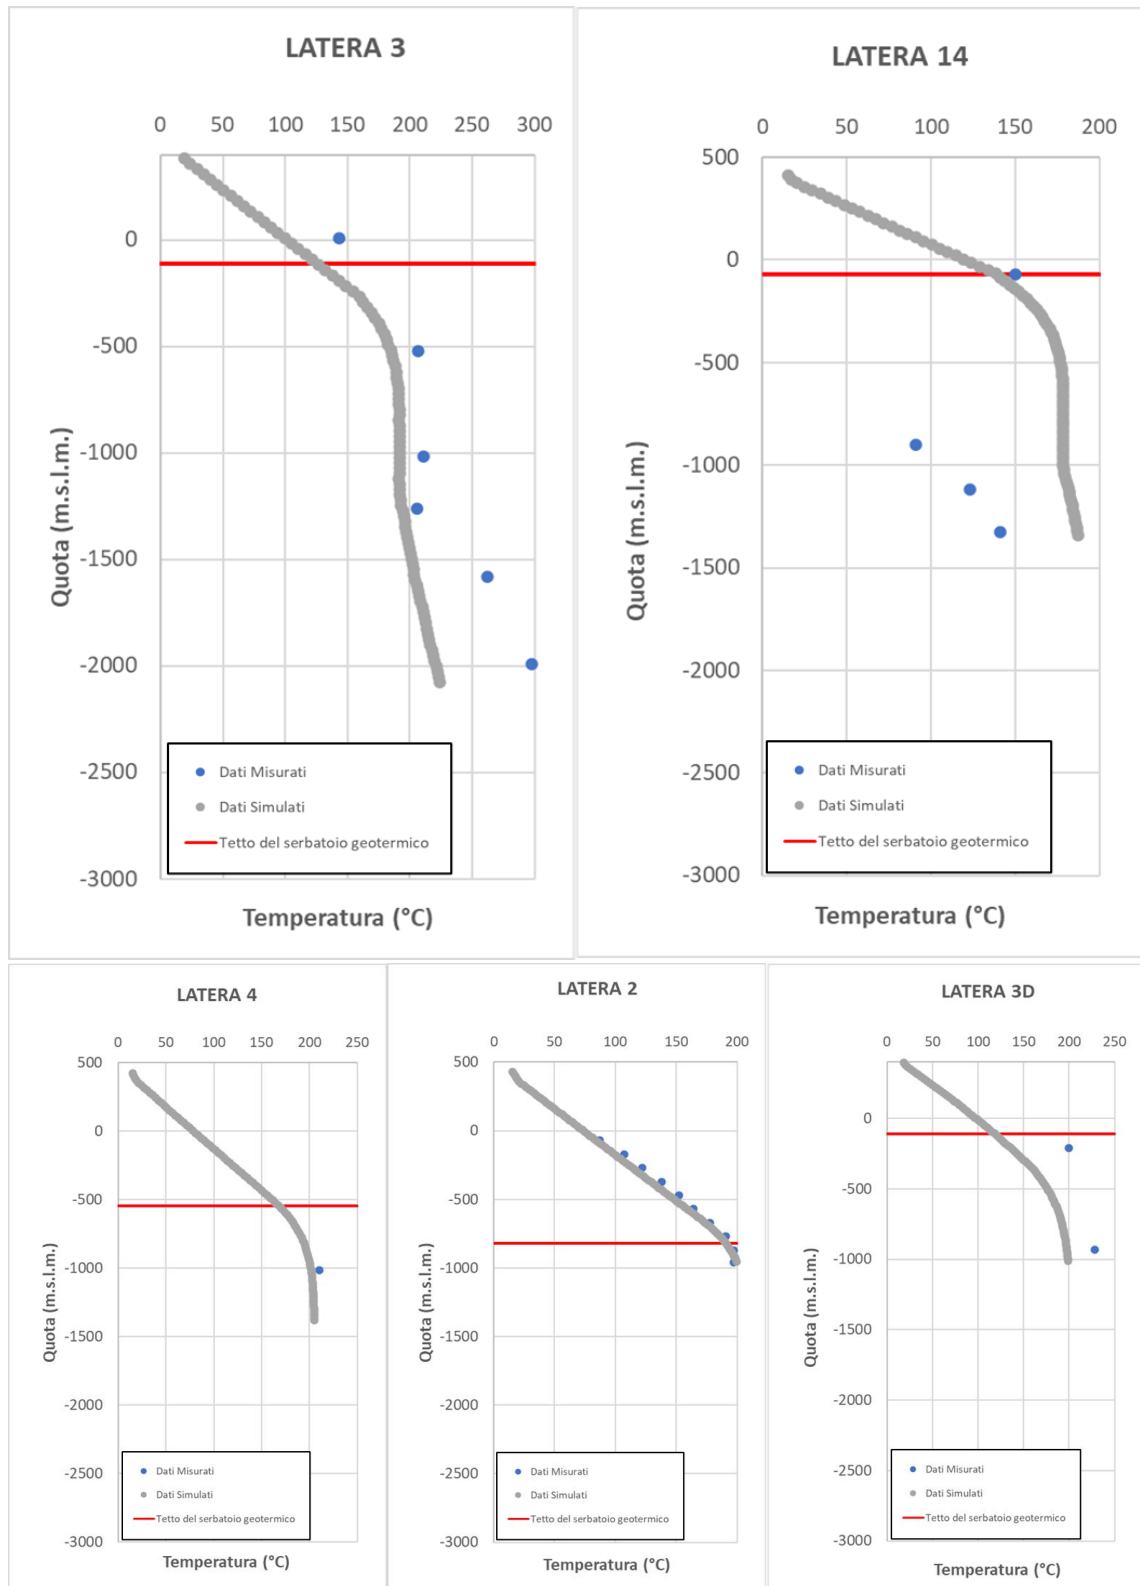 LATERA 3
0 50 100 150 200 250 300
0
-500
-1000
-1500
-2000
-2500
-3000
Quota (m.s.l.m.)
Dati Misurati
Dati Simulati
Tetto del serbatoio geotermico
Temperatura (°C)
LATERA 14
0 50 100 150 200
500
0
-500
-1000
-1500
-2000
-2500
-3000
Quota (m.s.l.m.)
Dati Misurati
Dati Simulati
Tetto del serbatoio geotermico
Temperatura (°C)
LATERA 4
0 50 100 150 200 250
500
0
-500
-1000
-1500
-2000
-2500
-3000
Quota (m.s.l.m.)
Dati Misurati
Dati Simulati
Tetto del serbatoio geotermico
Temperatura (°C)
LATERA 2
0 50 100 150 200
500
0
-500
-1000
-1500
-2000
-2500
-3000
Quota (m.s.l.m.)
Dati Misurati
Dati Simulati
Tetto del serbatoio geotermico
Temperatura (°C)
LATERA 3D
0 50 100 150 200 250
0
-500
-1000
-1500
-2000
-2500
-3000
Quota (m.s.l.m.)
Dati Misurati
Dati Simulati
Tetto del serbatoio geotermico
Temperatura (°C)